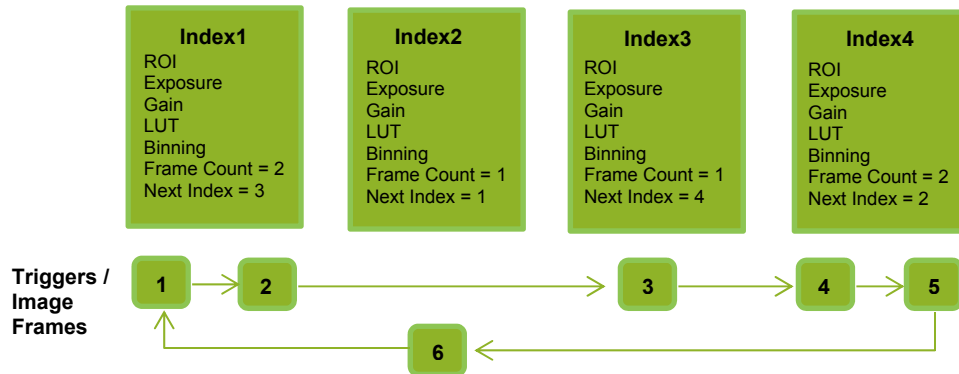 Index1
ROI
Exposure
Gain
LUT
Binning
Frame Count = 2
Next Index = 3
Index2
ROI
Exposure
Gain
LUT
Binning
Frame Count = 1
Next Index = 1
Index3
ROI
Exposure
Gain
LUT
Binning
Frame Count = 1
Next Index = 4
Index4
ROI
Exposure
Gain
LUT
Binning
Frame Count = 2
Next Index = 2
Triggers /
Image
Frames
1
2
3
4
5
6